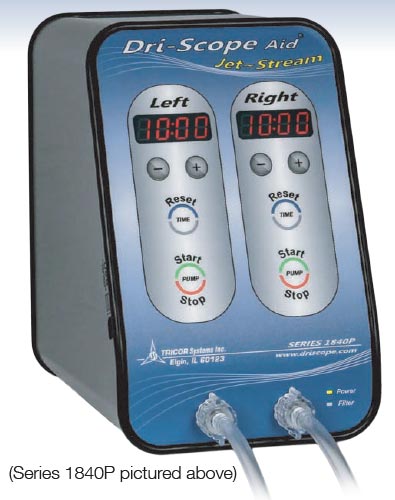 Dri-Scope Aid®
Jet~Stream
Left
10:00
- +
Reset
TIME
Start
PUMP
Stop
Right
10:00
- +
Reset
TIME
Start
PUMP
Stop
TRICOR Systems Inc.
Elgin, IL 60123
SERIES 1840P
www.driscope.com
Power
Filter
(Series 1840P pictured above)